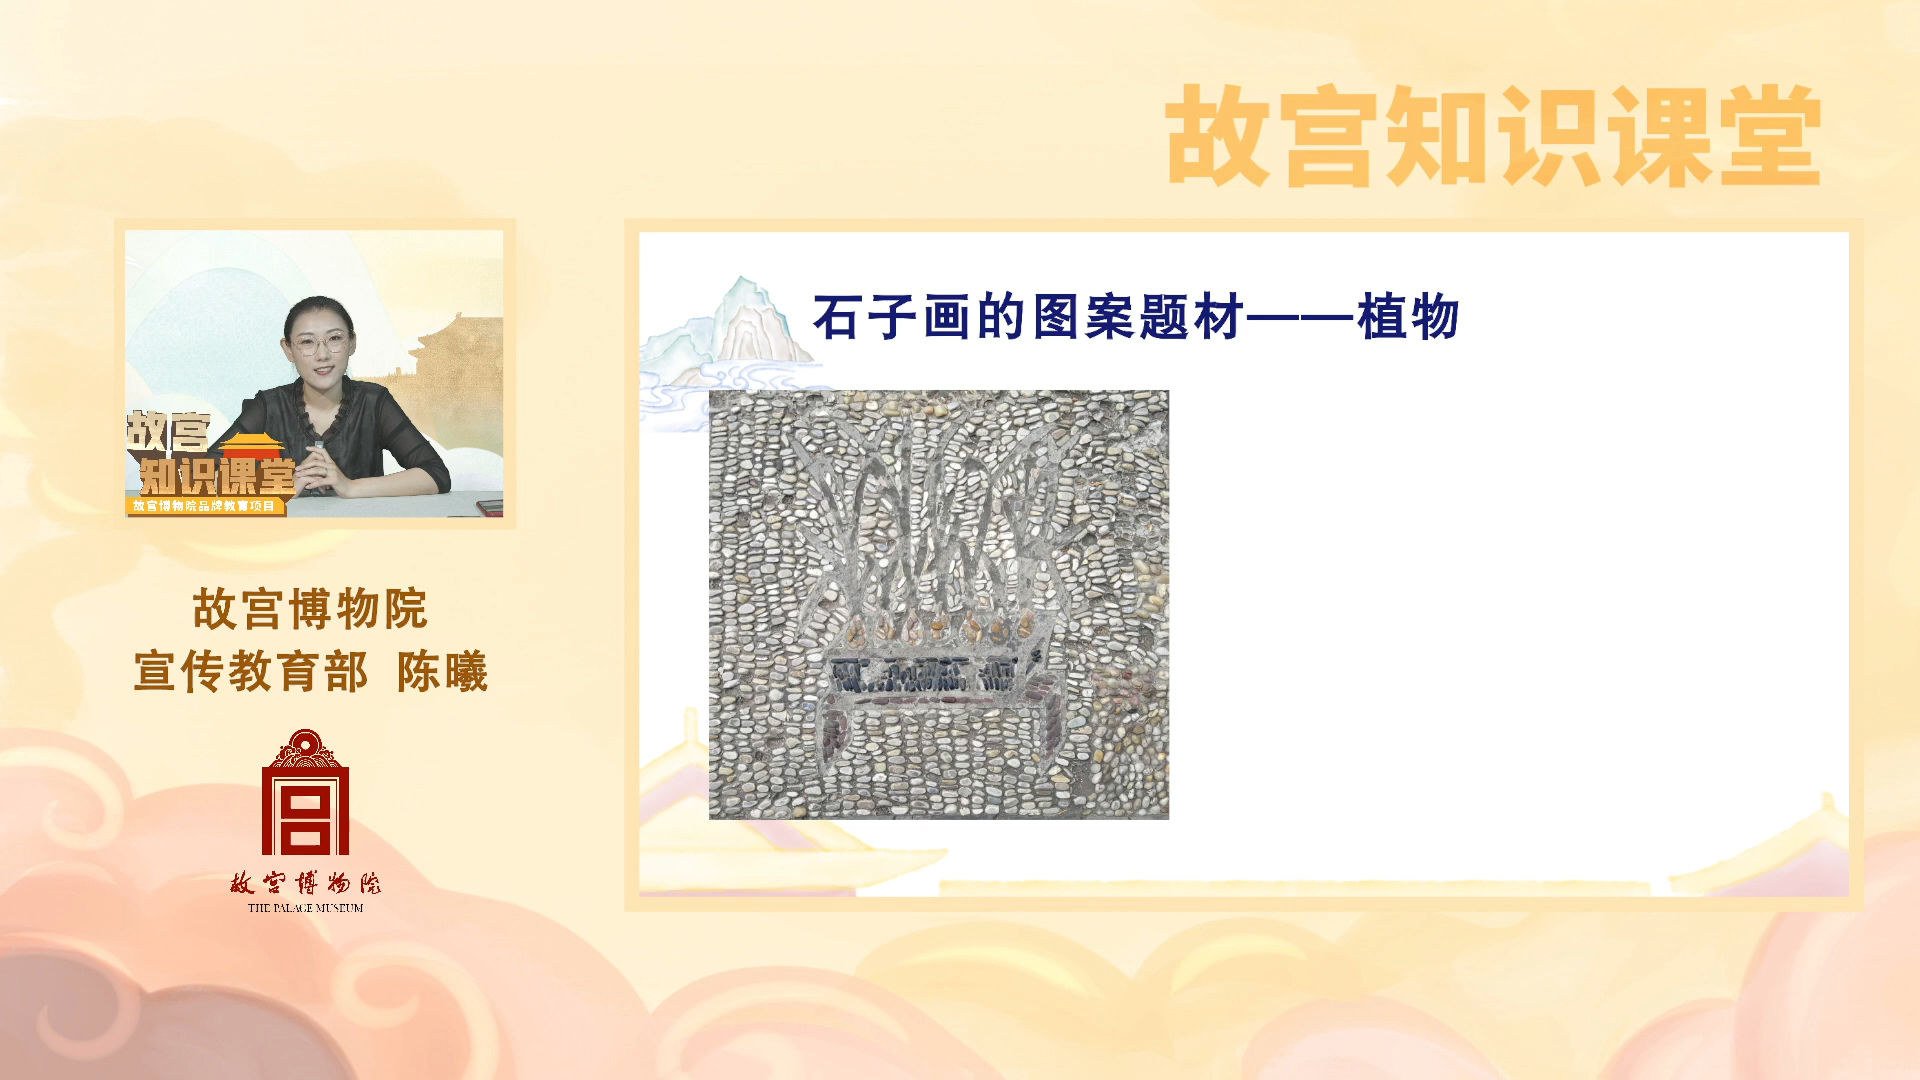 故宫知识课堂
石子画的图案题材——植物
故宫
知识课堂
故宫博物院品牌教育项目
故宫博物院
宣传教育部 陈曦
故宫博物院
THE PALACE MUSEUM